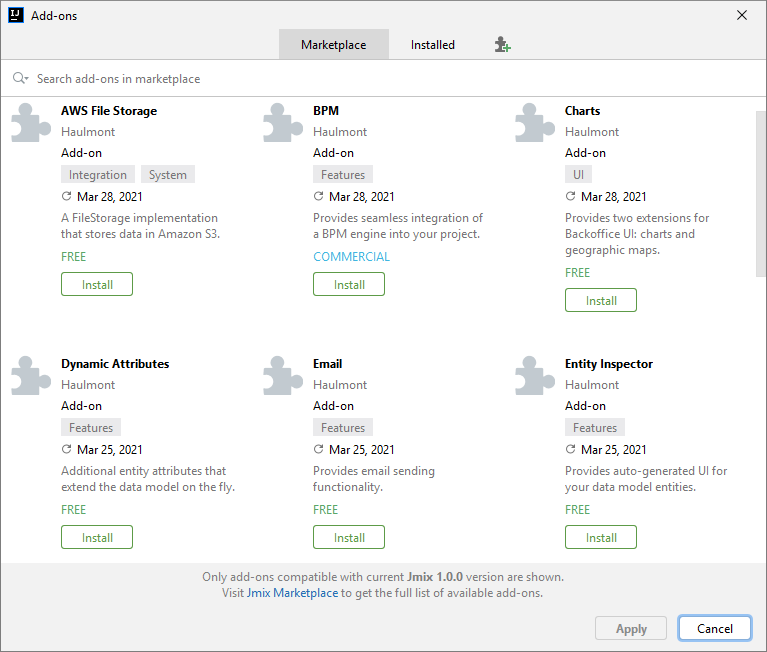 IJ
Add-ons
Marketplace
Installed
Search add-ons in marketplace
AWS File Storage
Haulmont
Add-on
Integration
System
Mar 28, 2021
A FileStorage implementation
that stores data in Amazon S3.
FREE
Install
BPM
Haulmont
Add-on
Features
Mar 28, 2021
Provides seamless integration of
a BPM engine into your project.
COMMERCIAL
Install
Charts
Haulmont
Add-on
UI
Mar 28, 2021
Provides two extensions for
Backoffice UI: charts and
geographic maps.
FREE
Install
Dynamic Attributes
Haulmont
Add-on
Features
Mar 25, 2021
Additional entity attributes that
extend the data model on the fly.
FREE
Install
Email
Haulmont
Add-on
Features
Mar 25, 2021
Provides email sending
functionality.
FREE
Install
Entity Inspector
Haulmont
Add-on
Features
Mar 25, 2021
Provides auto-generated UI for
your data model entities.
FREE
Install
Only add-ons compatible with current Jmix 1.0.0 version are shown.
Visit Jmix Marketplace to get the full list of available add-ons.
Apply
Cancel